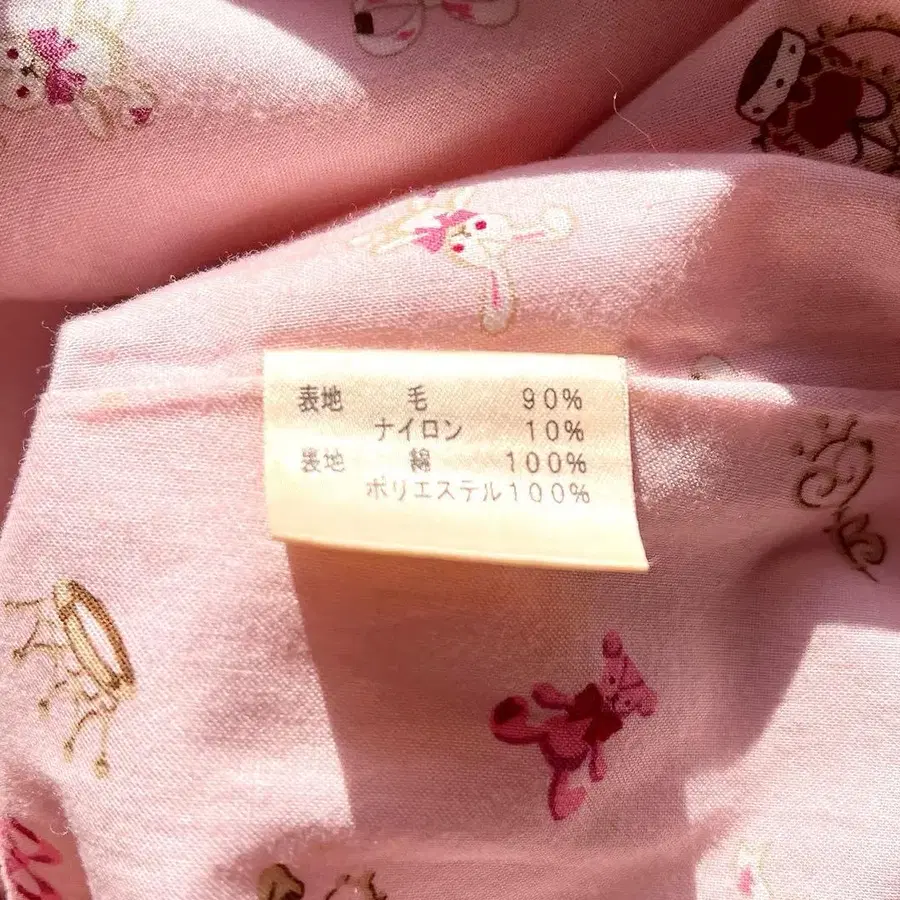 表地 毛 90%
ナイロン 10%
表地 綿 100%
ポリエステル100%